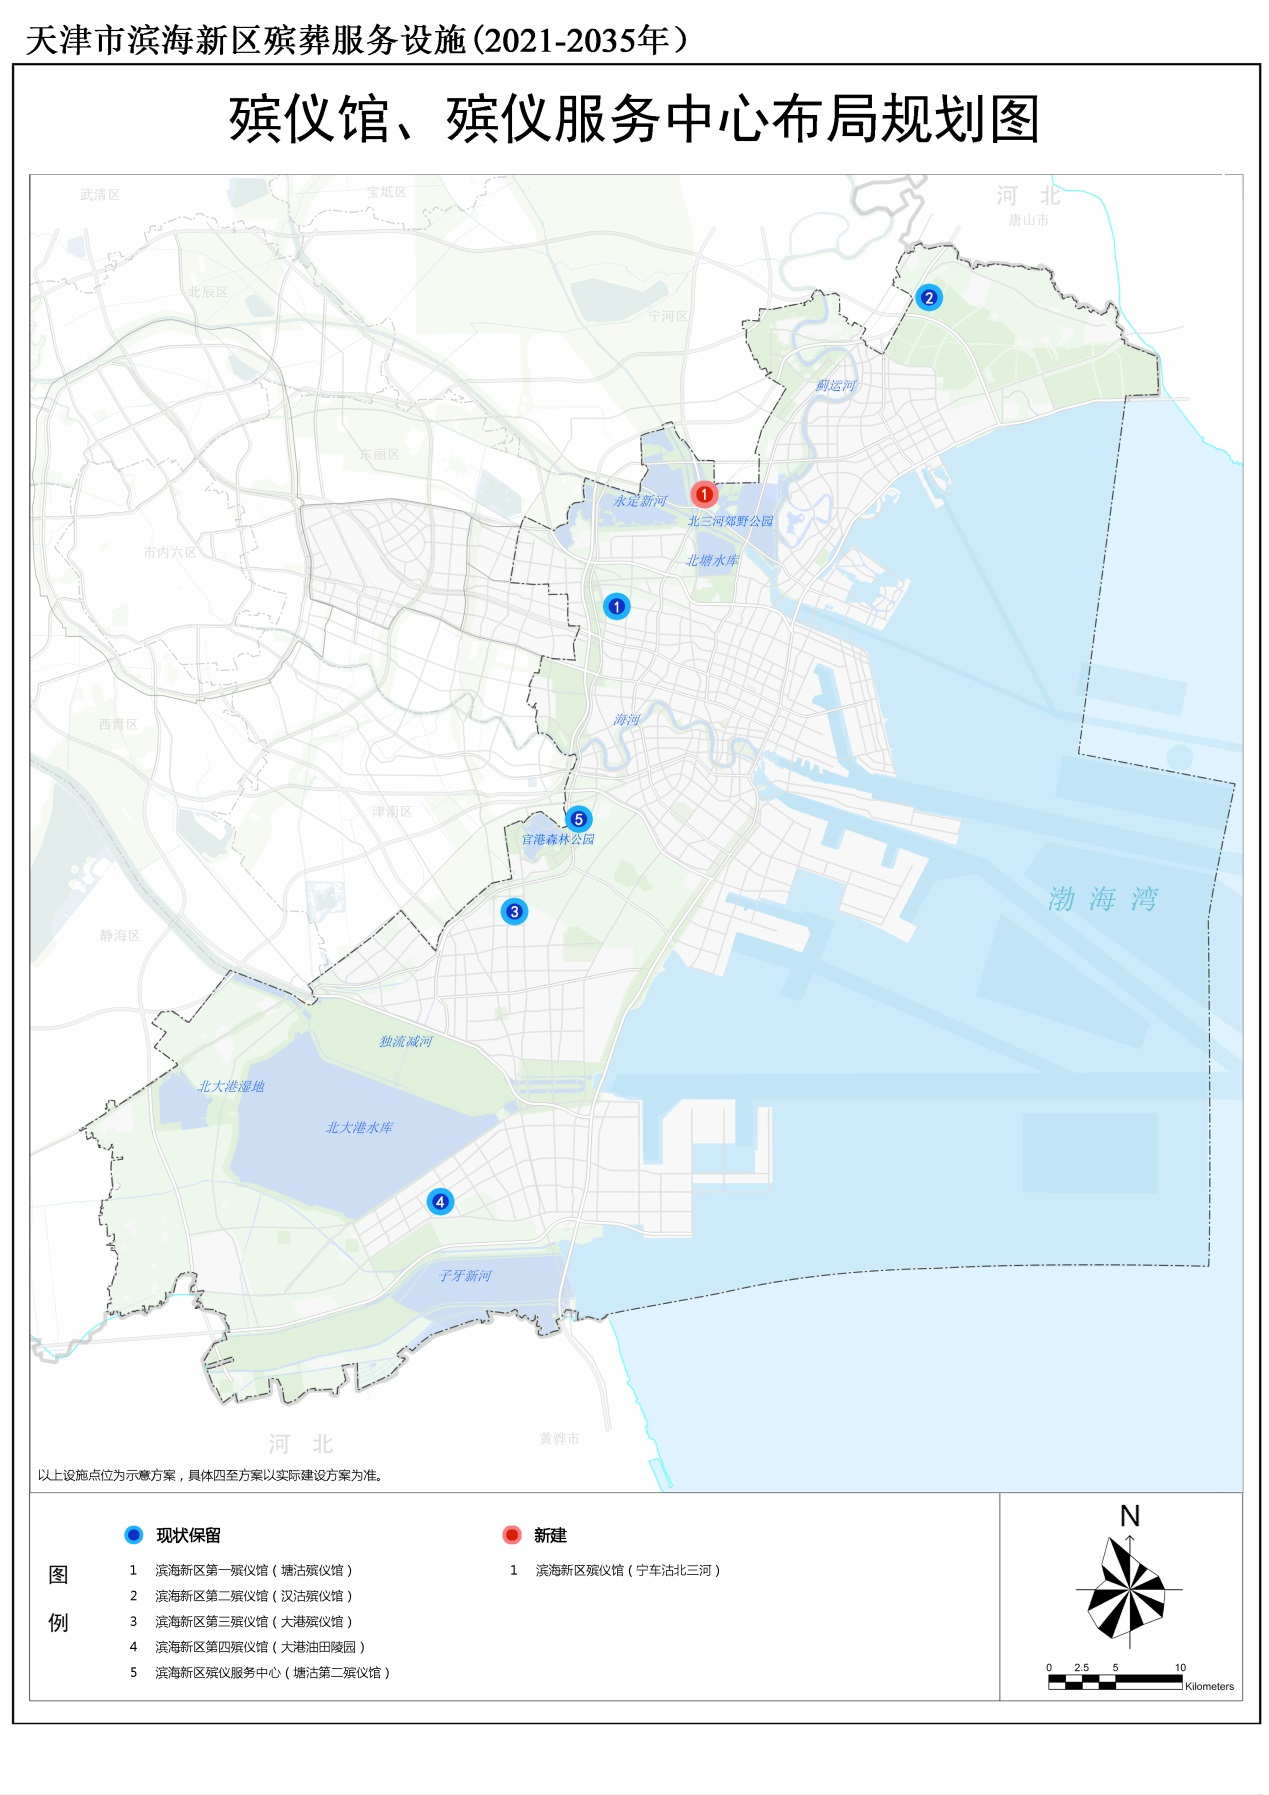 天津市滨海新区殡葬服务设施(2021-2035年)
殡仪馆、殡仪服务中心布局规划图
武清区
宝坻区
河 北
唐山市
北辰区
宁河区
2
蓟运河
东丽区
永定新河
1
北三河郊野公园
市内六区
北塘水库
1
西青区
海河
津南区
5
官港森林公园
渤海湾
3
静海区
独流减河
北大港湿地
北大港水库
4
子牙新河
河 北
黄骅市
以上设施点位为示意方案，具体四至方案以实际建设方案为准。
图例
现状保留
1 滨海新区第一殡仪馆（塘沽殡仪馆）
2 滨海新区第二殡仪馆（汉沽殡仪馆）
3 滨海新区第三殡仪馆（大港殡仪馆）
4 滨海新区第四殡仪馆（大港油田陵园）
5 滨海新区殡仪服务中心（塘沽第二殡仪馆）
新建
1 滨海新区殡仪馆（宁车沽北三河）
N
0 2.5 5 10
Kilometers